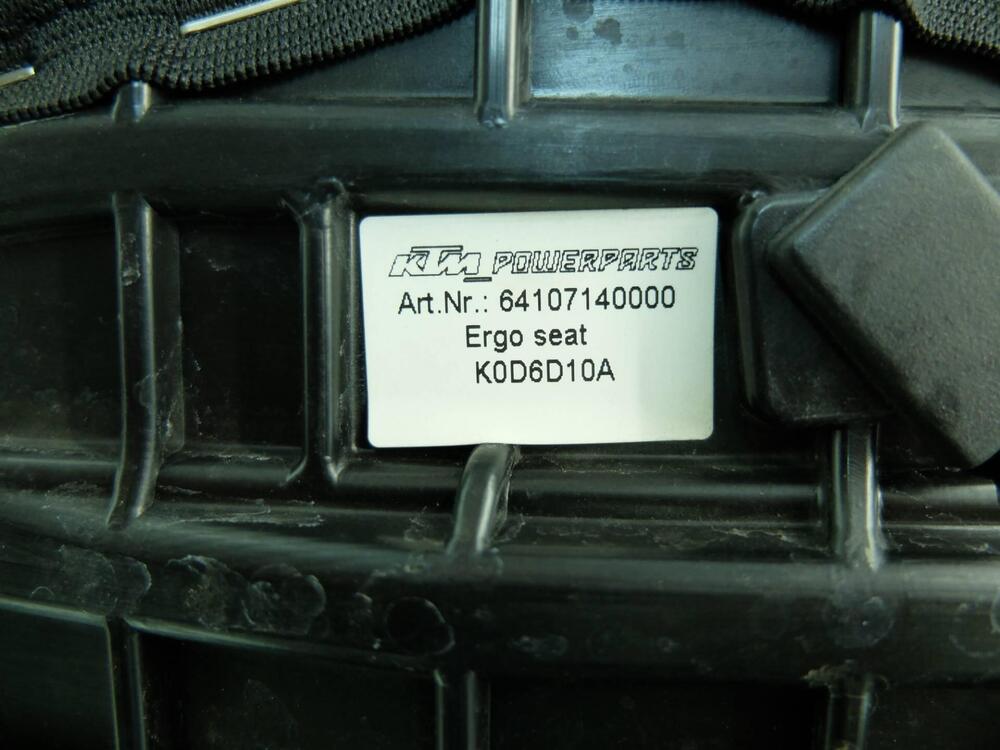 KTM POWERPARTS
Art.Nr.: 64107140000
Ergo seat
K0D6D10A